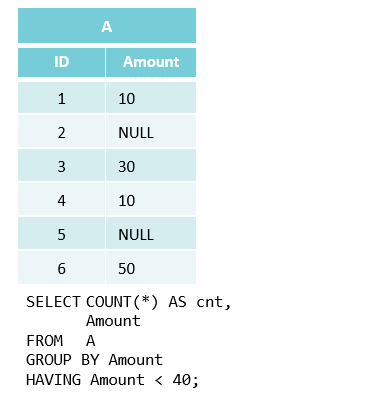 A
ID Amount
1 10
2 NULL
3 30
4 10
5 NULL
6 50
SELECT COUNT(*) AS cnt,
Amount
FROM A
GROUP BY Amount
HAVING Amount < 40;